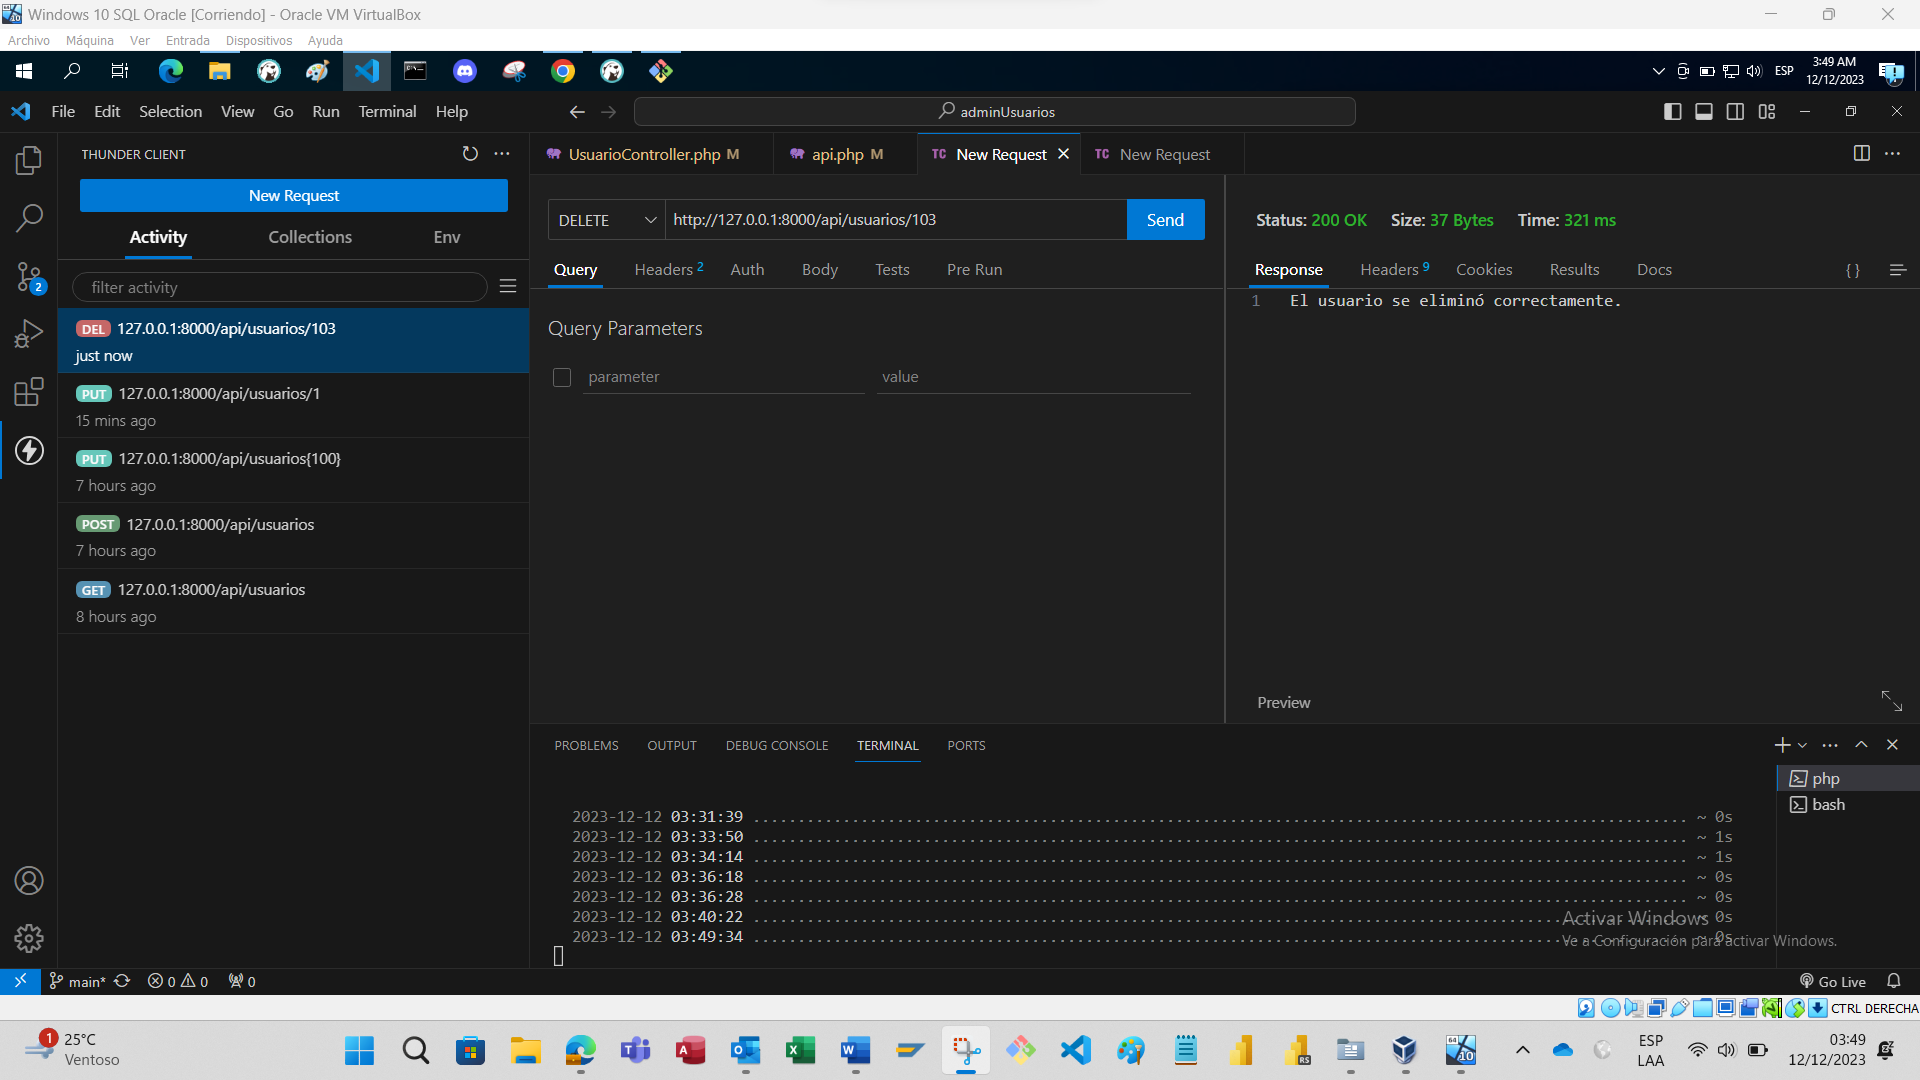 Windows 10 SQL Oracle [Corriendo] - Oracle VM VirtualBox
Archivo Máquina Ver Entrada Dispositivos Ayuda
ESP
3:49 AM
12/12/2023
File Edit Selection View Go Run Terminal Help
adminUsuarios
THUNDER CLIENT
New Request
Activity Collections Env
filter activity
DEL 127.0.0.1:8000/api/usuarios/103
just now
PUT 127.0.0.1:8000/api/usuarios/1
15 mins ago
PUT 127.0.0.1:8000/api/usuarios{100}
7 hours ago
POST 127.0.0.1:8000/api/usuarios
7 hours ago
GET 127.0.0.1:8000/api/usuarios
8 hours ago
2
UsuarioController.php M
api.php M
TC New Request
TC New Request
DELETE http://127.0.0.1:8000/api/usuarios/103 Send
Query Headers 2 Auth Body Tests Pre Run
Query Parameters
parameter value
Status: 200 OK Size: 37 Bytes Time: 321 ms
Response Headers 9 Cookies Results Docs { }
1 El usuario se eliminó correctamente.
Preview
PROBLEMS OUTPUT DEBUG CONSOLE TERMINAL PORTS
php
bash
2023-12-12 03:31:39 ........................................................................................................ ~ 0s
2023-12-12 03:33:50 ........................................................................................................ ~ 1s
2023-12-12 03:34:14 ........................................................................................................ ~ 1s
2023-12-12 03:36:18 ........................................................................................................ ~ 0s
2023-12-12 03:36:28 ........................................................................................................ ~ 0s
2023-12-12 03:40:22 ........................................................................................................ ~ 0s
2023-12-12 03:49:34 ........................................................................................................ ~ 0s
Activar Windows
Ve a Configuración para activar Windows.
main* 0 0 0
Go Live
CTRL DERECHA
1
25°C
Ventoso
ESP
LAA
03:49
12/12/2023